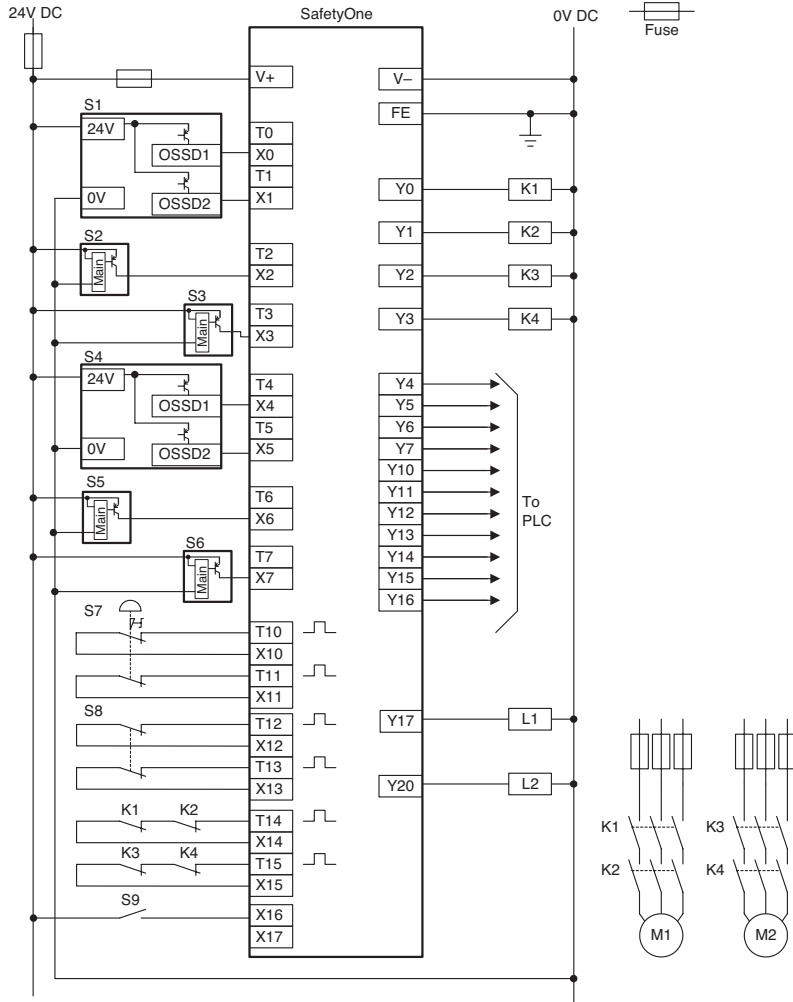 24V DC
SafetyOne
0V DC
Fuse
V+
V–
FE
S1
24V
OSSD1
0V
OSSD2
T0
X0
T1
X1
Y0
K1
Y1
K2
Y2
K3
Y3
K4
S2
Main
T2
X2
S3
Main
T3
X3
S4
24V
OSSD1
0V
OSSD2
T4
X4
T5
X5
S5
Main
T6
X6
S6
Main
T7
X7
Y4
Y5
Y6
Y7
Y10
Y11
Y12
Y13
Y14
Y15
Y16
To
PLC
S7
T10
X10
T11
X11
S8
T12
X12
T13
X13
K1 K2
T14
X14
K3 K4
T15
X15
S9
X16
X17
Y17
L1
Y20
L2
K1
K2
M1
K3
K4
M2